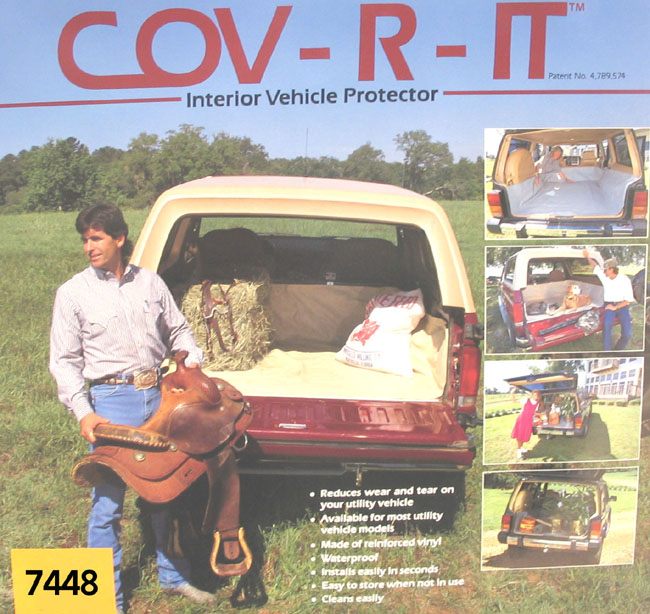 COV-R-IT™
Patent No. 4,789,574
Interior Vehicle Protector
• Reduces wear and tear on
your utility vehicle
• Available for most utility
vehicle models
• Made of reinforced vinyl
• Waterproof
• Installs easily in seconds
• Easy to store when not in use
• Cleans easily
7448